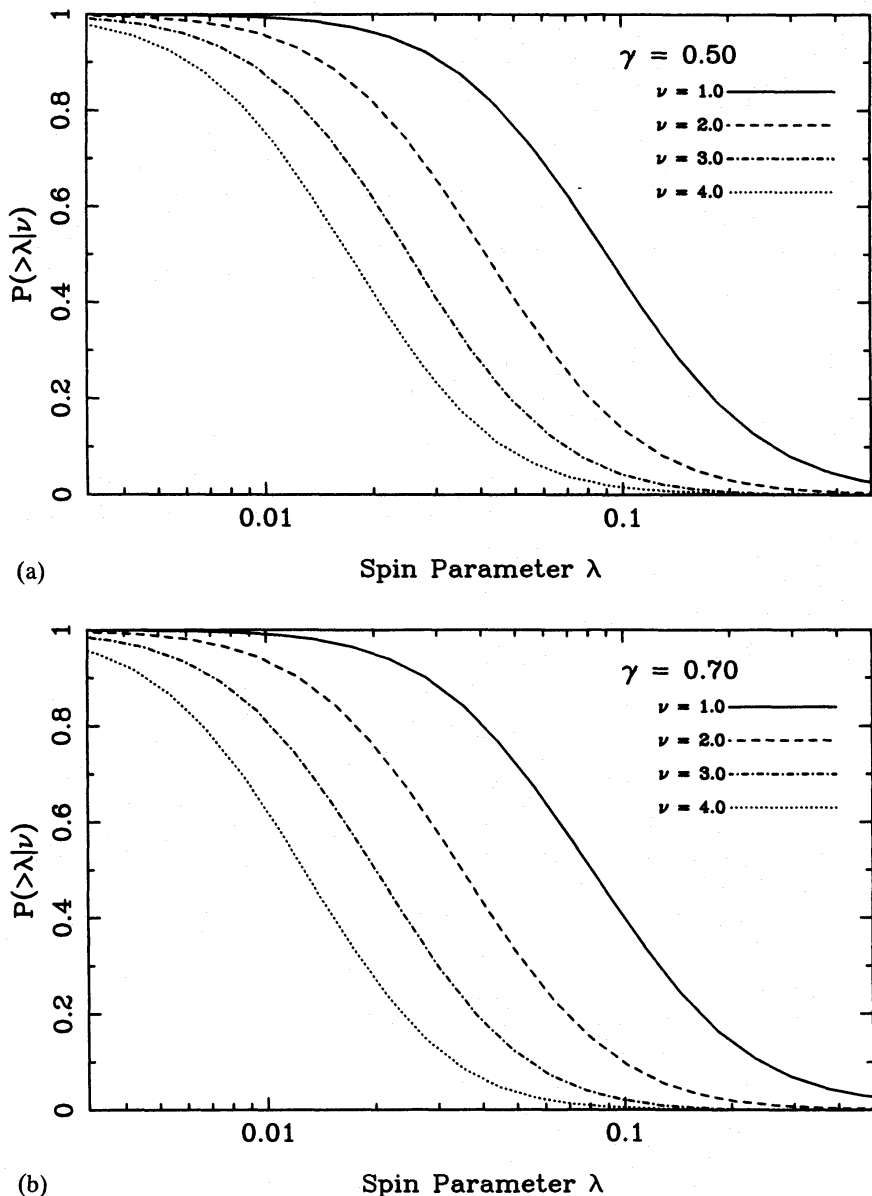 1
0.8
0.6
0.4
0.2
0
P(>λ|ν)
γ = 0.50
ν = 1.0
ν = 2.0
ν = 3.0
ν = 4.0
0.01
0.1
(a)
Spin Parameter λ
1
0.8
0.6
0.4
0.2
0
P(>λ|ν)
γ = 0.70
ν = 1.0
ν = 2.0
ν = 3.0
ν = 4.0
0.01
0.1
(b)
Spin Parameter λ